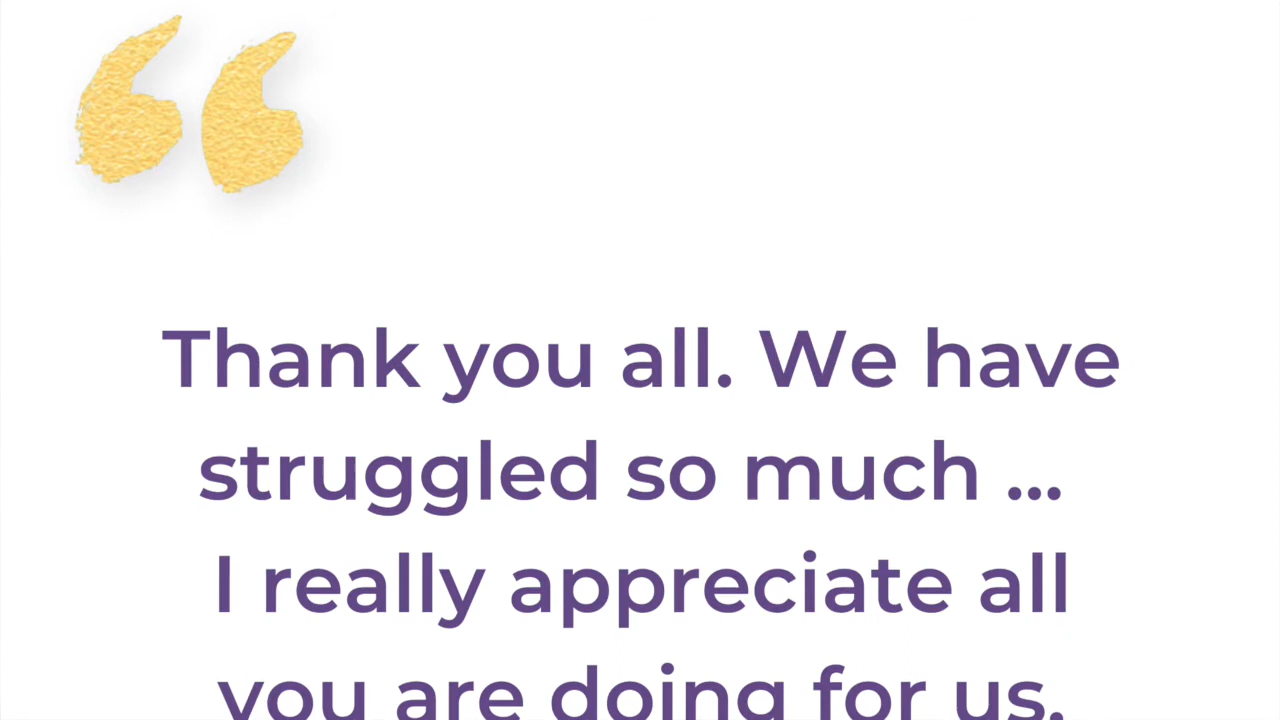 “
Thank you all. We have
struggled so much ...
I really appreciate all
you are doing for us.